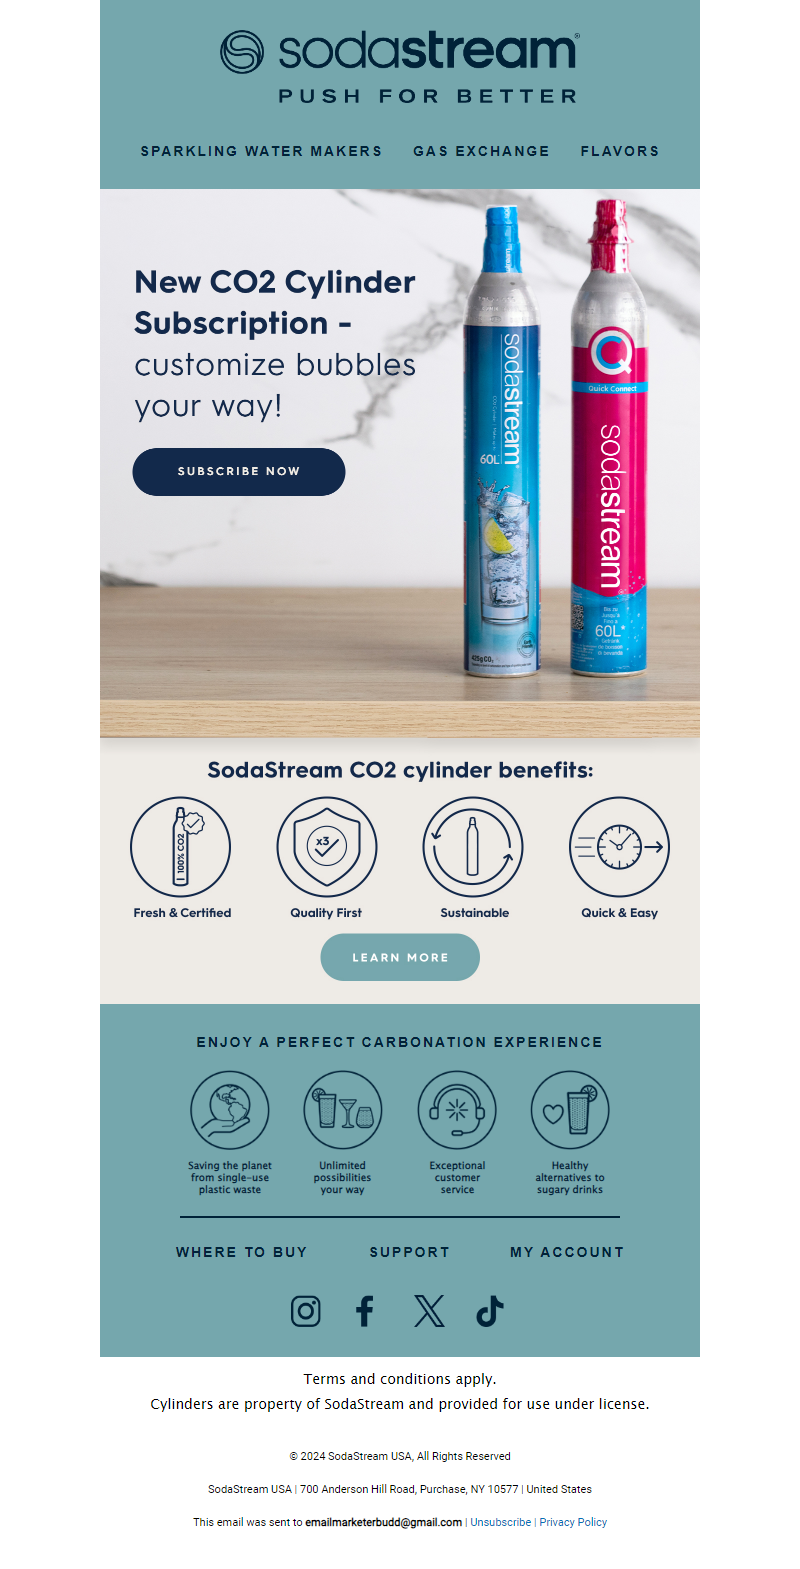 sodastream®
PUSH FOR BETTER
SPARKLING WATER MAKERS GAS EXCHANGE FLAVORS
New CO2 Cylinder
Subscription -
customize bubbles
your way!
SUBSCRIBE NOW
sodastream
60L
425g CO₂
Q
Quick Connect
sodastream
60L*
SodaStream CO2 cylinder benefits:
100% CO2
x3
Fresh & Certified
Quality First
Sustainable
Quick & Easy
LEARN MORE
ENJOY A PERFECT CARBONATION EXPERIENCE
Saving the planet
from single-use
plastic waste
Unlimited
possibilities
your way
Exceptional
customer
service
Healthy
alternatives to
sugary drinks
WHERE TO BUY SUPPORT MY ACCOUNT
Terms and conditions apply.
Cylinders are property of SodaStream and provided for use under license.
© 2024 SodaStream USA, All Rights Reserved
SodaStream USA | 700 Anderson Hill Road, Purchase, NY 10577 | United States
This email was sent to emailmarketerbudd@gmail.com | Unsubscribe | Privacy Policy